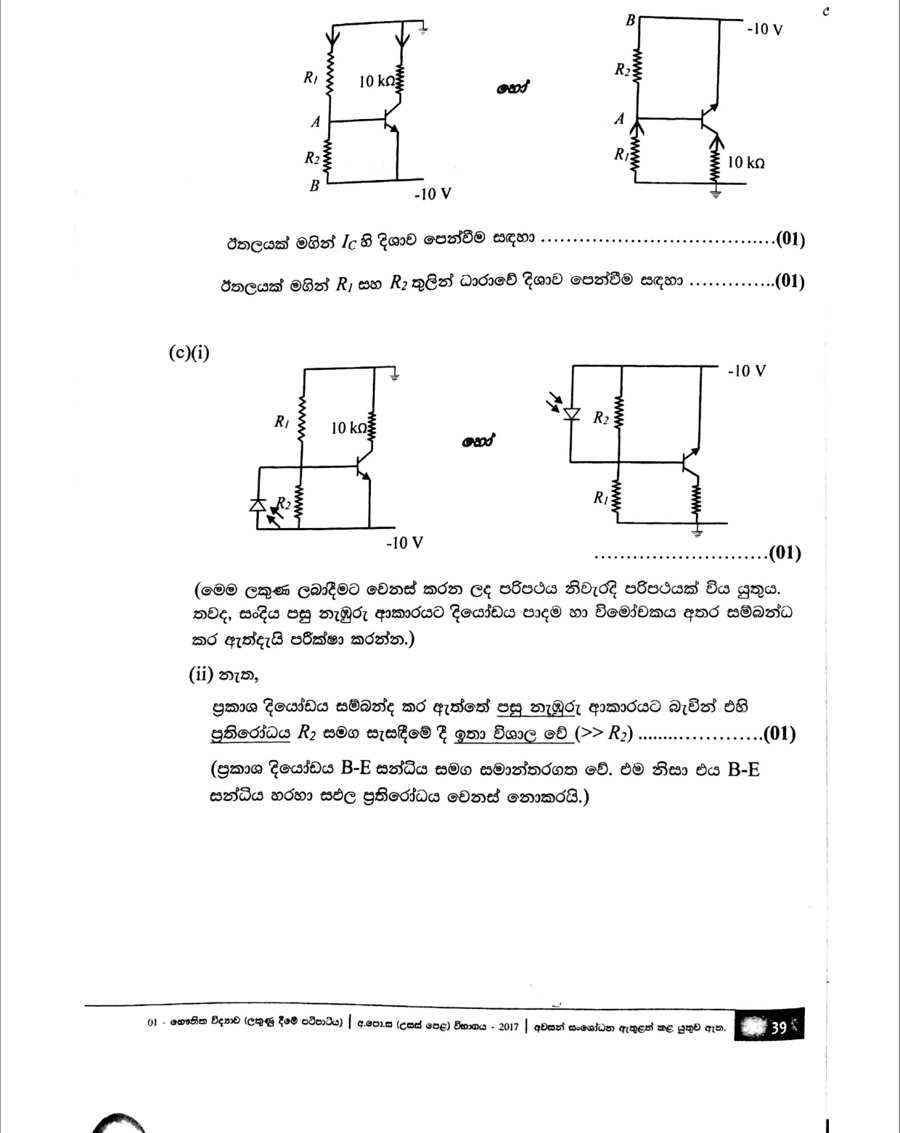 c
B
-10 V
R1
10 kΩ
හෝ
R2
A
A
R2
R1
10 kΩ
B
-10 V
ඊතලයක් මගින් IC හි දිශාව පෙන්වීම සඳහා ....................................(01)
ඊතලයක් මගින් R1 සහ R2 තුලින් ධාරාවේ දිශාව පෙන්වීම සඳහා ..............(01)
(c)(i)
-10 V
R1
10 kΩ
හෝ
R2
R2
R1
-10 V
...........................(01)
(මෙම ලකුණ ලබාදීමට වෙනස් කරන ලද පරිපථය නිවැරදි පරිපථයක් විය යුතුය.
තවද, සංදිය පසු නැඹුරු ආකාරයට දියෝඩය පාදම හා විමෝචකය අතර සම්බන්ධ
කර ඇත්දැයි පරීක්ෂා කරන්න.)
(ii) නැත,
ප්‍රකාශ දියෝඩය සම්බන්ද කර ඇත්තේ පසු නැඹුරු ආකාරයට බැවින් එහි
ප්‍රතිරෝධය R2 සමග සැසඳීමේ දී ඉතා විශාල වේ (>> R2) ....................(01)
(ප්‍රකාශ දියෝඩය B-E සන්ධිය සමග සමාන්තරගත වේ. එම නිසා එය B-E
සන්ධිය හරහා සඵල ප්‍රතිරෝධය වෙනස් නොකරයි.)
01 - භෞතික විද්‍යාව (ලකුණු දීමේ පටිපාටිය) | අ.පො.ස (උසස් පෙළ) විභාගය - 2017 | අවසන් සංශෝධන ඇතුළත් කළ යුතුව ඇත. 39